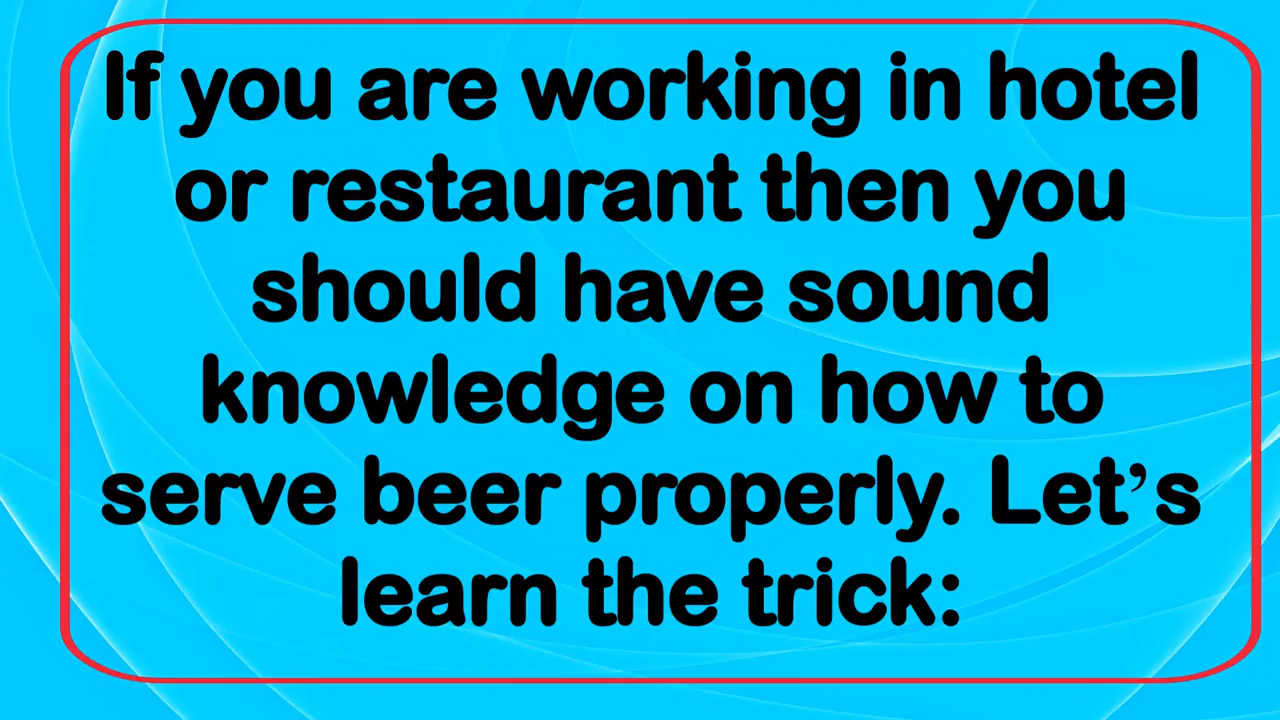 If you are working in hotel
or restaurant then you
should have sound
knowledge on how to
serve beer properly. Let’s
learn the trick: